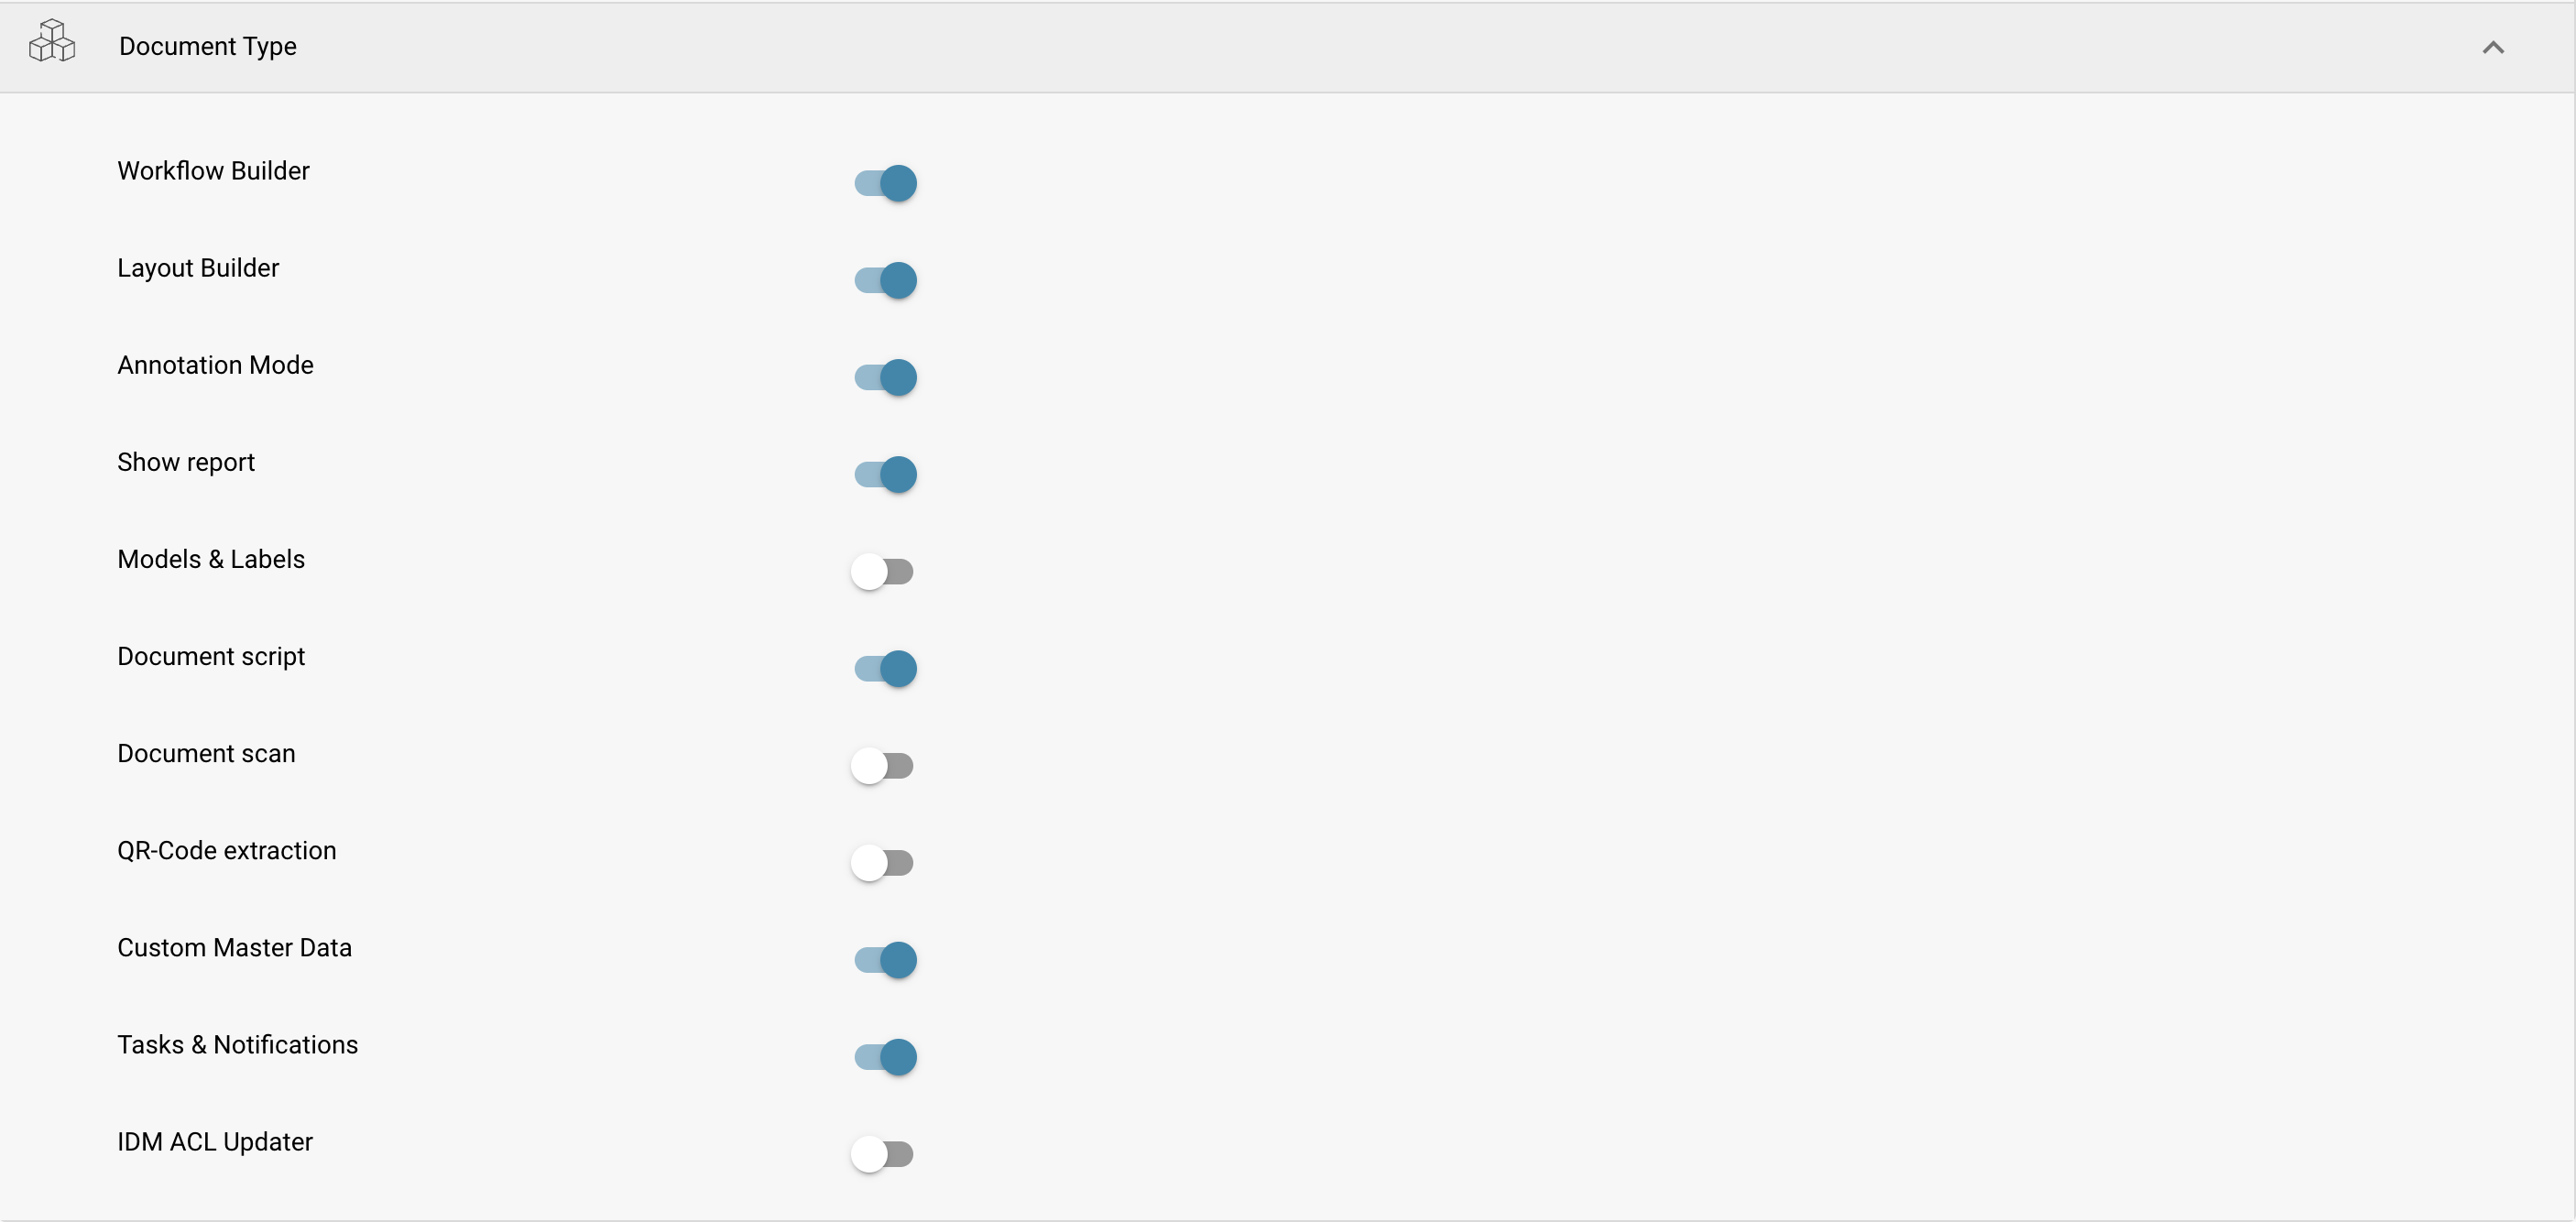 Document Type
Workflow Builder
Layout Builder
Annotation Mode
Show report
Models & Labels
Document script
Document scan
QR-Code extraction
Custom Master Data
Tasks & Notifications
IDM ACL Updater